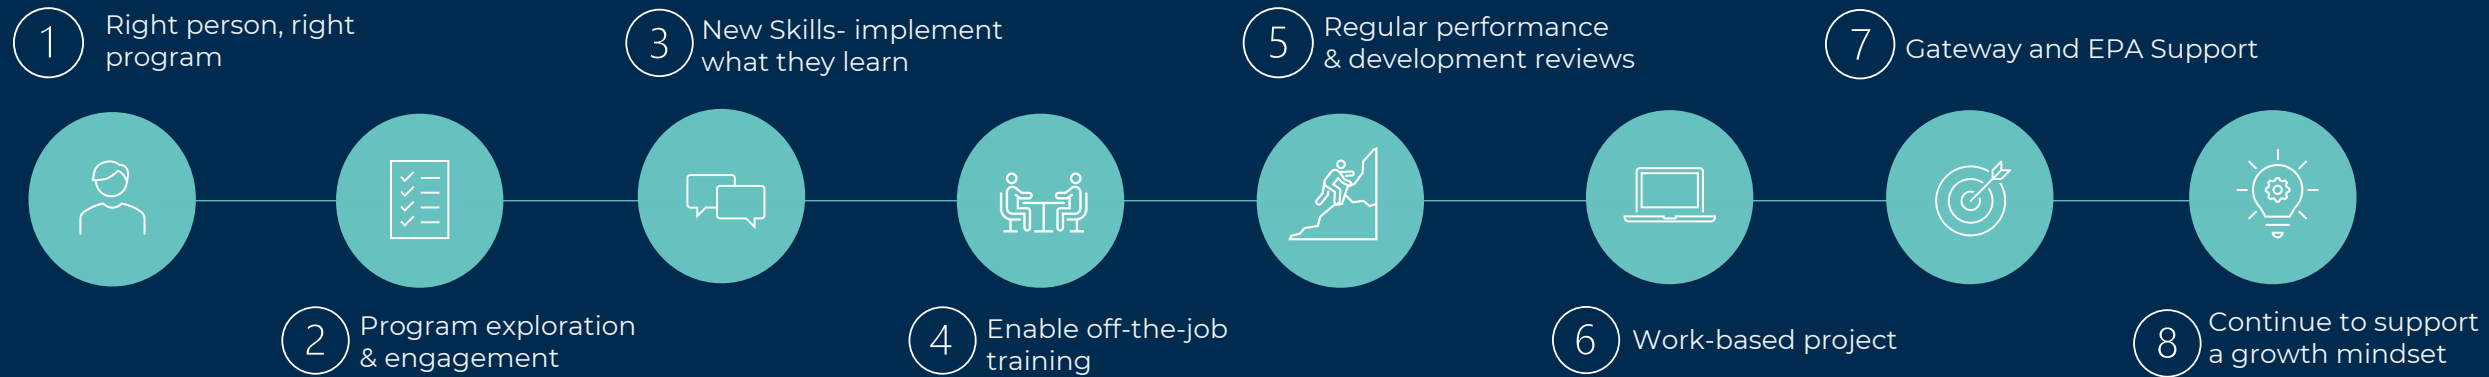 1
Right person, right
program
2
Program exploration
& engagement
3
New Skills- implement
what they learn
4
Enable off-the-job
training
5
Regular performance
& development reviews
6
Work-based project
7
Gateway and EPA Support
8
Continue to support
a growth mindset